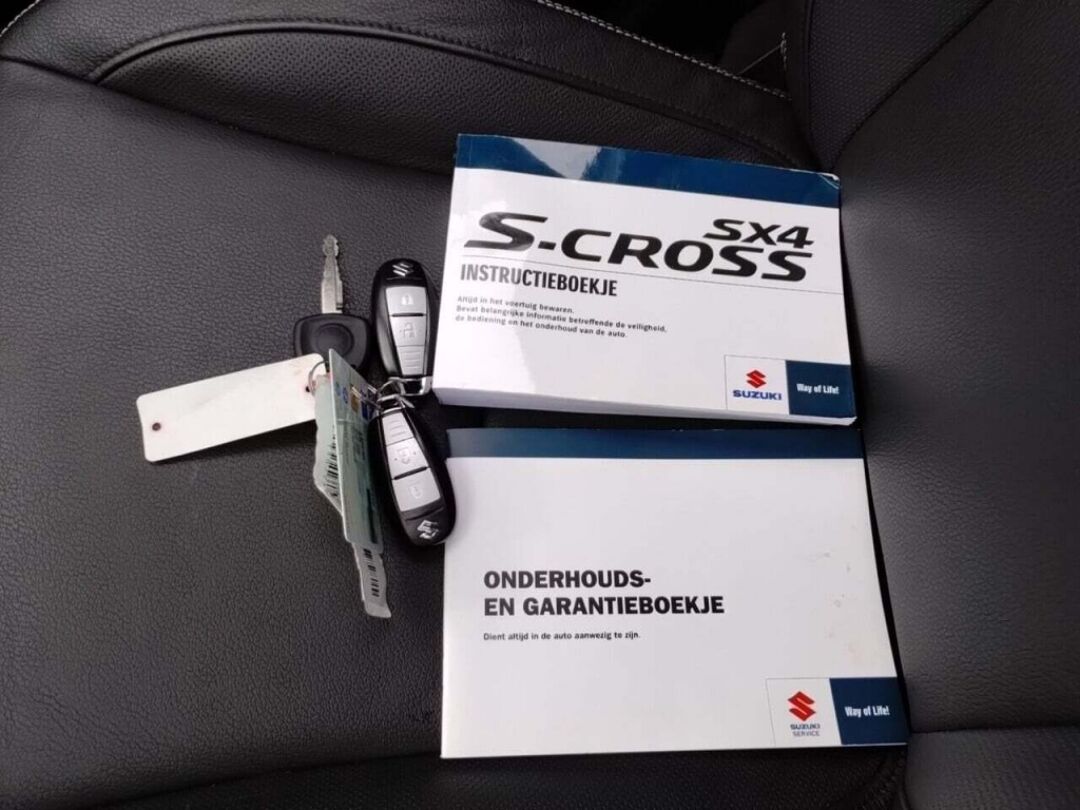 SX4
S-CROSS
INSTRUCTIEBOEKJE
Altijd in het voertuig bewaren.
Bevat belangrijke informatie betreffende de veiligheid,
de bediening en het onderhoud van de auto.
SUZUKI
Way of Life!
ONDERHOUDS-
EN GARANTIEBOEKJE
Dient altijd in de auto aanwezig te zijn.
SUZUKI
SERVICE
Way of Life!